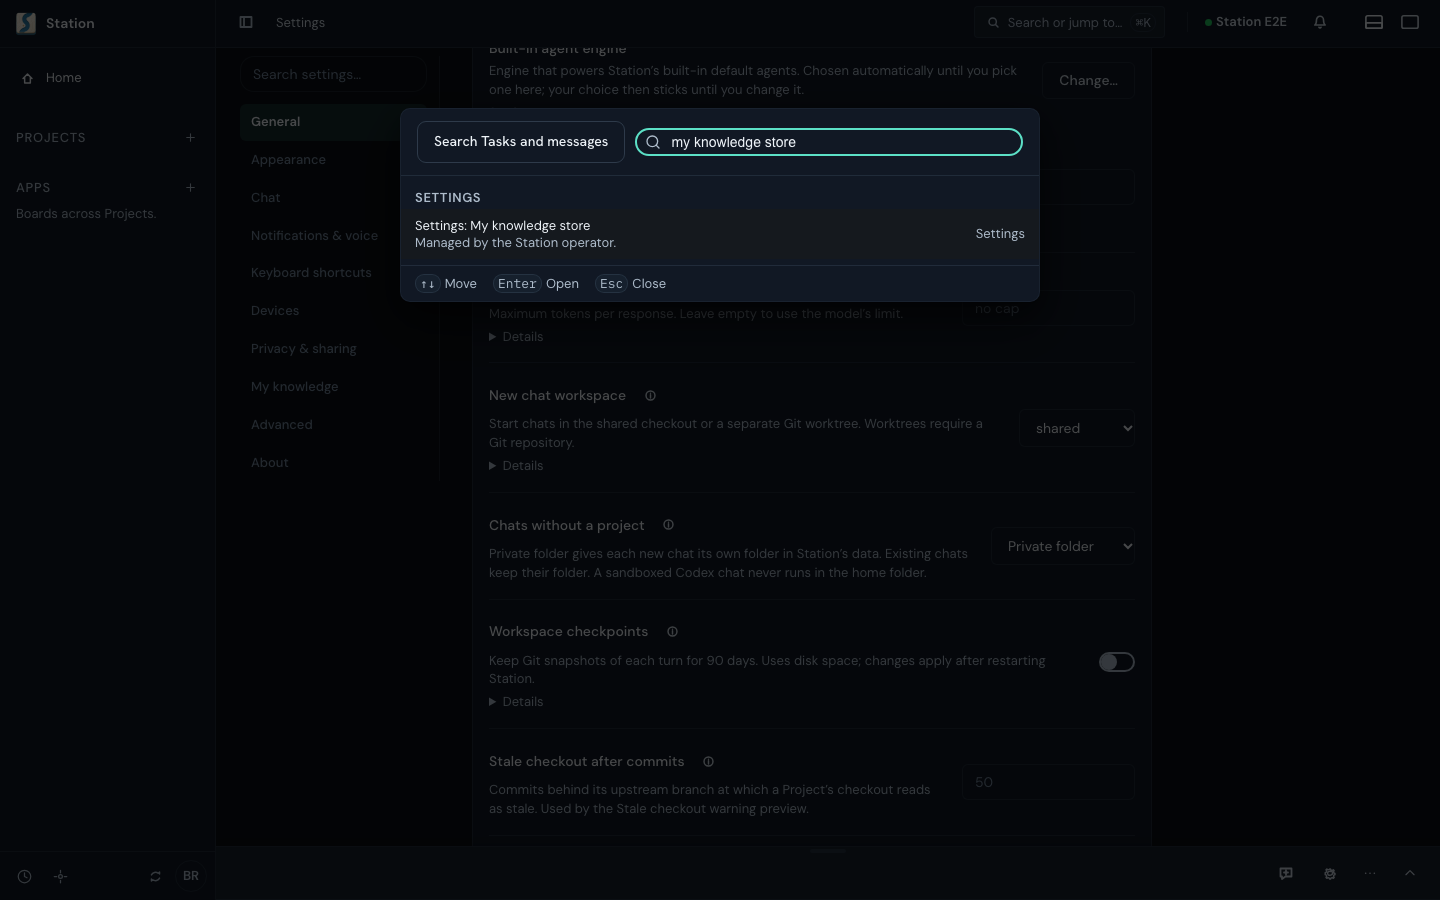 Station
Settings
Search or jump to... ⌘K
Station E2E
Home
PROJECTS
APPS
Boards across Projects.
Search settings...
General
Appearance
Chat
Notifications & voice
Keyboard shortcuts
Devices
Privacy & sharing
My knowledge
Advanced
About
Built-in agent engine
Engine that powers Station's built-in default agents. Chosen automatically until you pick
one here; your choice then sticks until you change it.
Change...
Search Tasks and messages
my knowledge store
SETTINGS
Settings: My knowledge store
Managed by the Station operator.
Settings
↑↓ Move Enter Open Esc Close
Maximum tokens per response. Leave empty to use the model's limit.
no cap
Details
New chat workspace
Start chats in the shared checkout or a separate Git worktree. Worktrees require a
Git repository.
shared
Details
Chats without a project
Private folder gives each new chat its own folder in Station's data. Existing chats
keep their folder. A sandboxed Codex chat never runs in the home folder.
Private folder
Workspace checkpoints
Keep Git snapshots of each turn for 90 days. Uses disk space; changes apply after restarting
Station.
Details
Stale checkout after commits
Commits behind its upstream branch at which a Project's checkout reads
as stale. Used by the Stale checkout warning preview.
50
BR